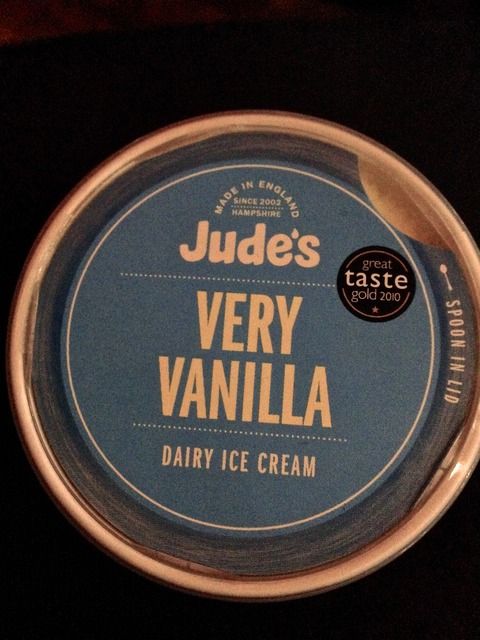 MADE IN ENGLAND
SINCE 2002
HAMPSHIRE
Jude's
great
taste
gold 2010
VERY
VANILLA
DAIRY ICE CREAM
SPOON IN LID